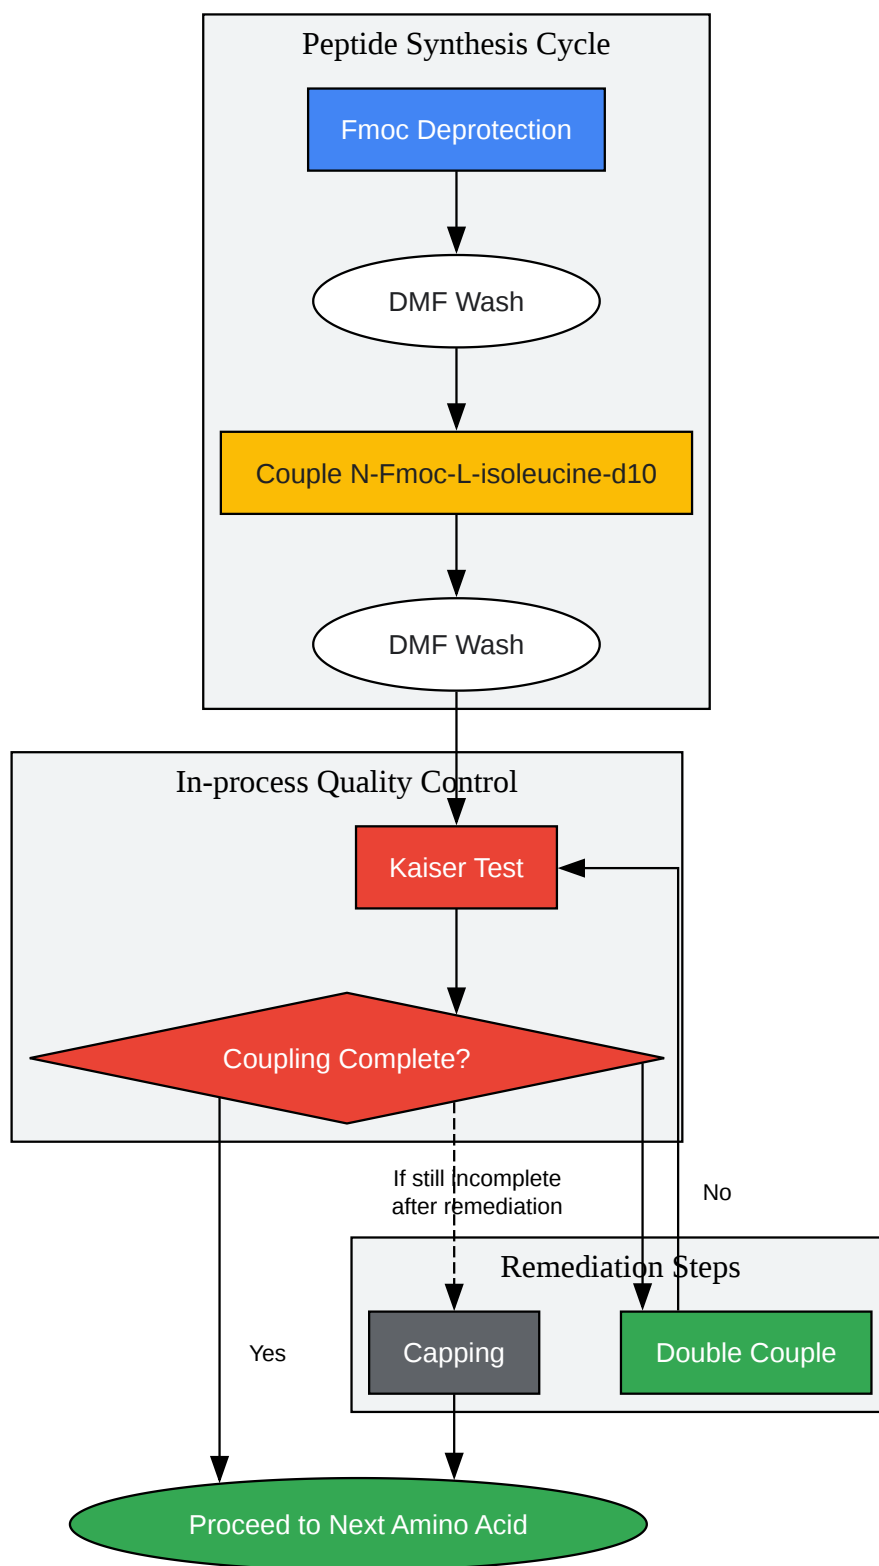 Peptide Synthesis Cycle
Fmoc Deprotection
DMF Wash
Couple N-Fmoc-L-isoleucine-d10
DMF Wash
In-process Quality Control
Kaiser Test
Coupling Complete?
If still incomplete
after remediation
No
Remediation Steps
Yes
Capping
Double Couple
Proceed to Next Amino Acid